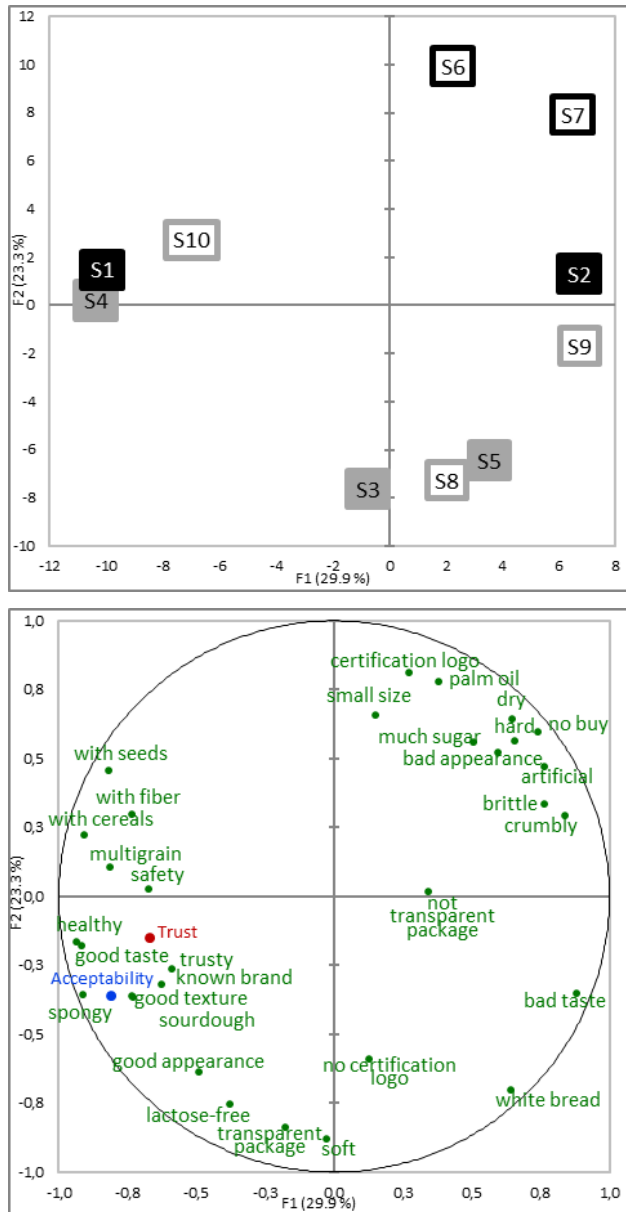 12
10
8
6
4
2
0
-2
-4
-6
-8
-10
F2 (23.3 %)
S6
S7
S10
S1
S2
S4
S9
S5
S8
S3
-12
-10
-8
-6
-4
-2
0
2
4
6
8
F1 (29.9 %)
1,0
0,8
0,5
0,3
0,0
-0,3
-0,5
-0,8
-1,0
F2 (23.3 %)
certification logo
palm oil
small size
dry
hard
much sugar
no buy
bad appearance
with seeds
artificial
with fiber
brittle
with cereals
crumbly
multigrain
safety
not
transparent
package
healthy
Trust
good taste
trusty
Acceptability
known brand
spongy
good texture
bad taste
sourdough
good appearance
no certification
logo
white bread
lactose-free
transparent
package
soft
-1,0
-0,8
-0,5
-0,3
0,0
0,3
0,5
0,8
1,0
F1 (29.9 %)